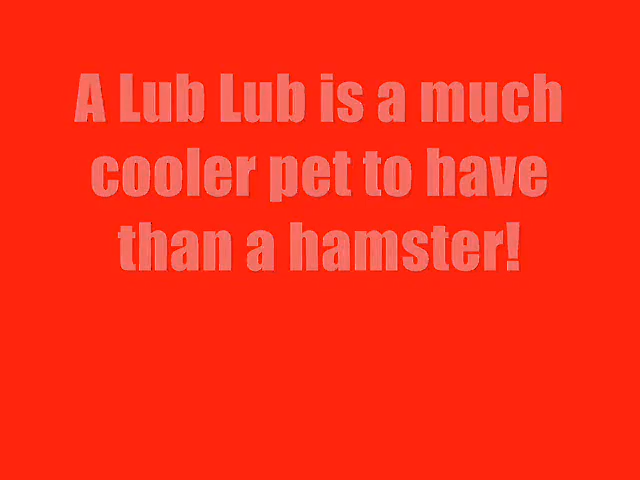 A Lub Lub is a much
cooler pet to have
than a hamster!